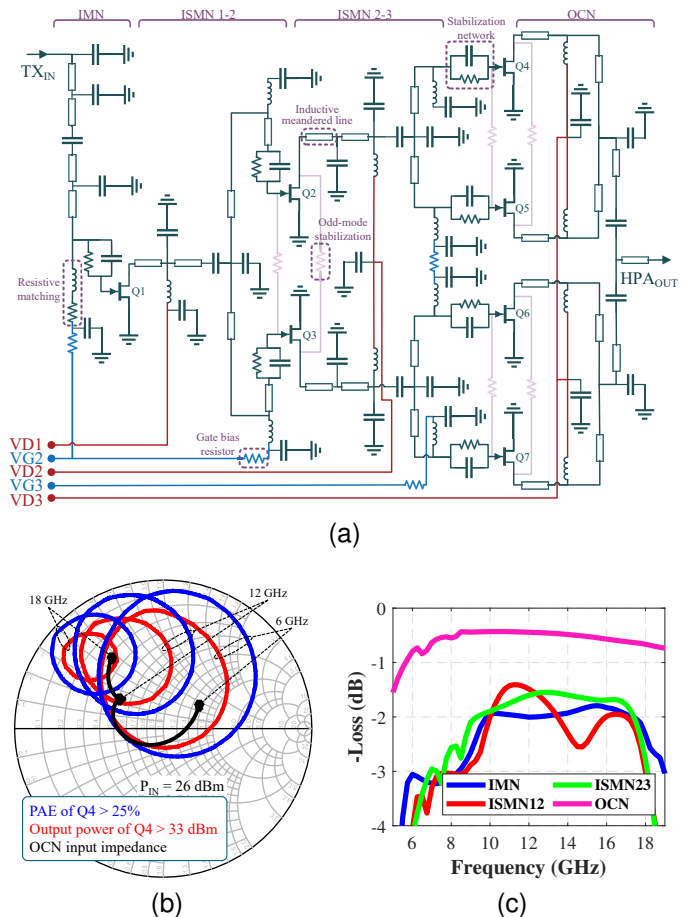 IMN
ISMN 1-2
ISMN 2-3
Stabilization
network
OCN
TX_IN
Q4
Inductive
meandered line
Q2
Q5
Odd-mode
stabilization
Resistive
matching
Q1
HPA_OUT
Q3
Q6
VD1
VG2
VD2
VG3
VD3
Gate bias
resistor
Q7
(a)
18 GHz
12 GHz
6 GHz
P_IN = 26 dBm
PAE of Q4 > 25%
Output power of Q4 > 33 dBm
OCN input impedance
(b)
0
-1
-2
-3
-4
-Loss (dB)
IMN
ISMN23
ISMN12
OCN
6 8 10 12 14 16 18
Frequency (GHz)
(c)